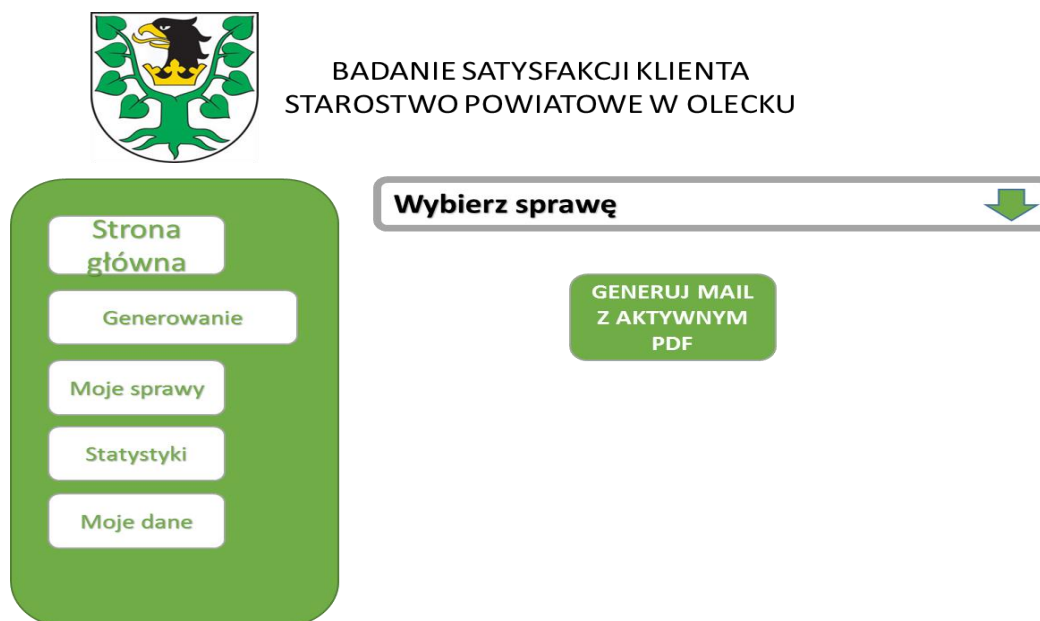 BADANIE SATYSFAKCJI KLIENTA
STAROSTWO POWIATOWE W OLECKU
Wybierz sprawę
Strona
główna
Generowanie
Moje sprawy
Statystyki
Moje dane
GENERUJ MAIL
Z AKTYWNYM
PDF